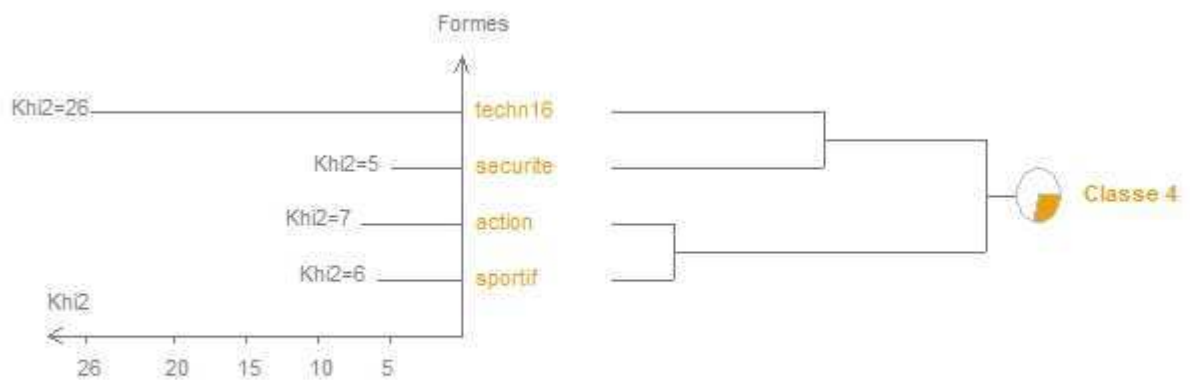 Formes
Khi2=26 techn16
Khi2=5 securite
Classe 4
Khi2=7 action
Khi2=6 sportif
Khi2
26 20 15 10 5